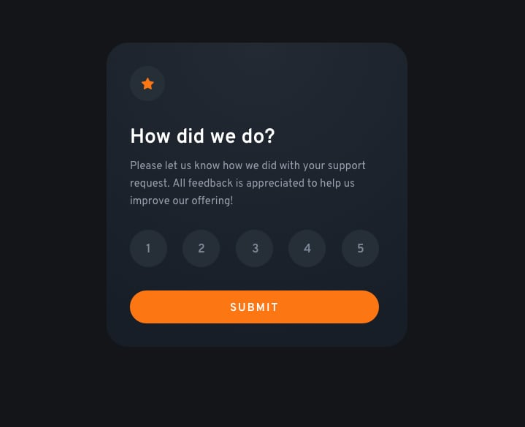 How did we do?
Please let us know how we did with your support
request. All feedback is appreciated to help us
improve our offering!
1 2 3 4 5
SUBMIT